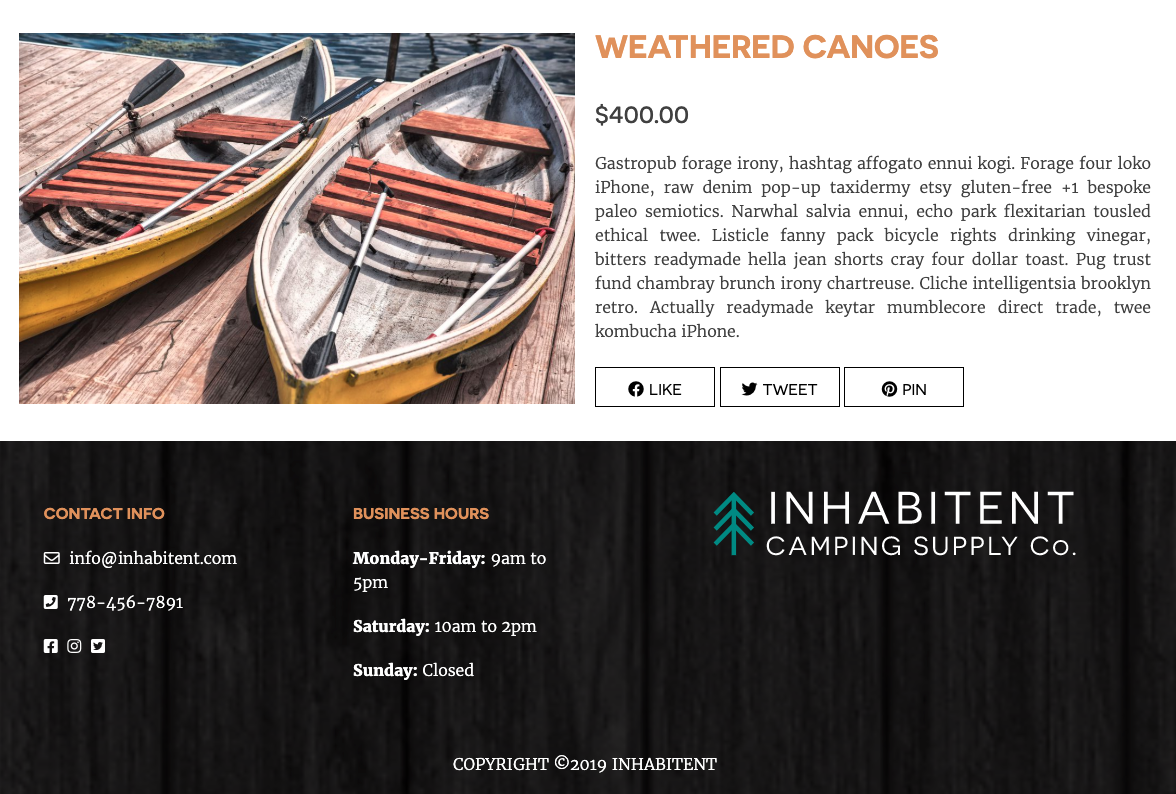 WEATHERED CANOES
$400.00
Gastropub forage irony, hashtag affogato ennui kogi. Forage four loko
iPhone, raw denim pop-up taxidermy etsy gluten-free +1 bespoke
paleo semiotics. Narwhal salvia ennui, echo park flexitarian tousled
ethical twee. Listicle fanny pack bicycle rights drinking vinegar,
bitters readymade hella jean shorts cray four dollar toast. Pug trust
fund chambray brunch irony chartreuse. Cliche intelligentsia brooklyn
retro. Actually readymade keytar mumblecore direct trade, twee
kombucha iPhone.
LIKE TWEET PIN
CONTACT INFO
info@inhabitent.com
778-456-7891
BUSINESS HOURS
Monday-Friday: 9am to
5pm
Saturday: 10am to 2pm
Sunday: Closed
INHABITENT
CAMPING SUPPLY Co.
COPYRIGHT ©2019 INHABITENT